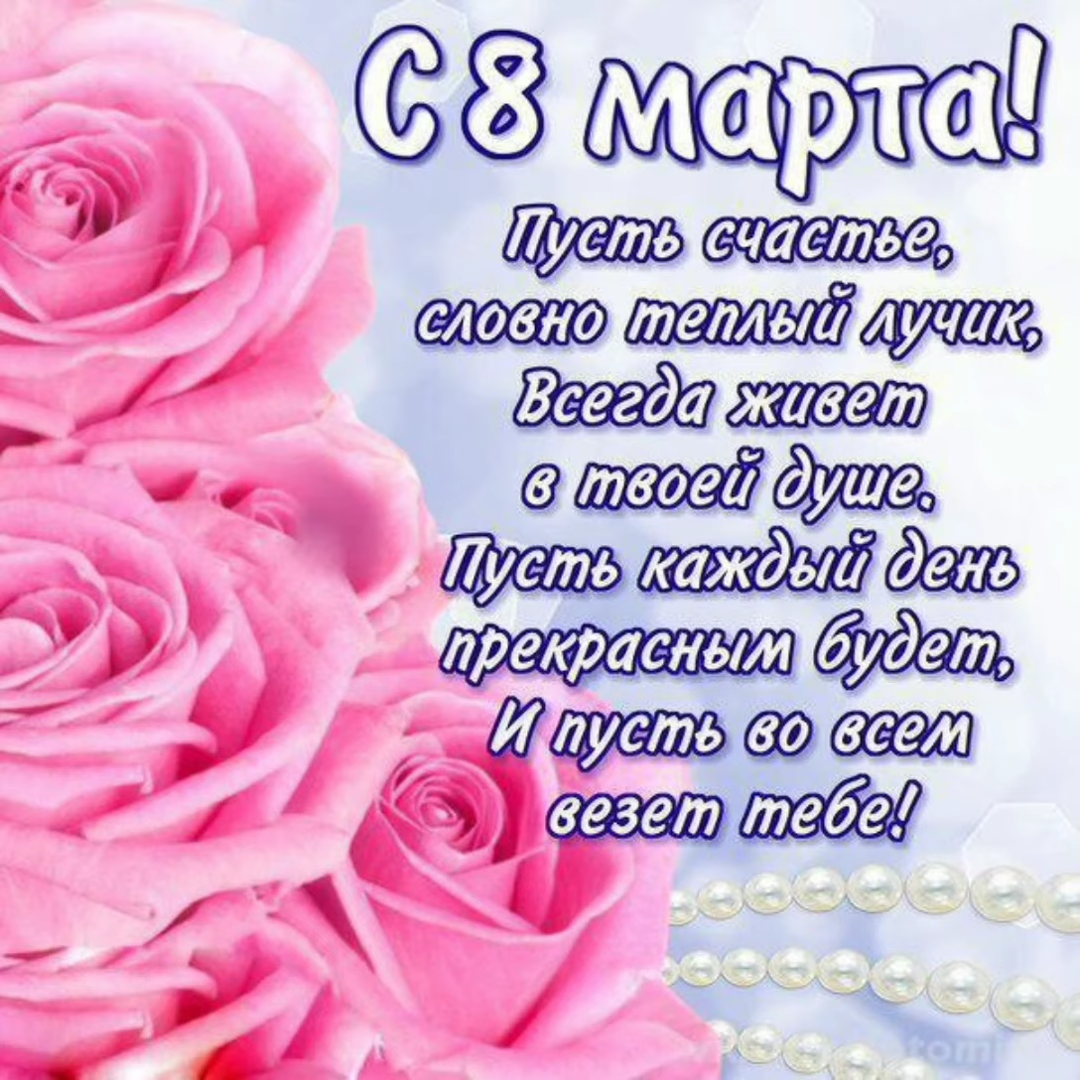 С 8 марта!
Пусть счастье,
словно теплый лучик,
Всегда живет
в твоей душе.
Пусть каждый день
прекрасным будет,
И пусть во всем
везет тебе!